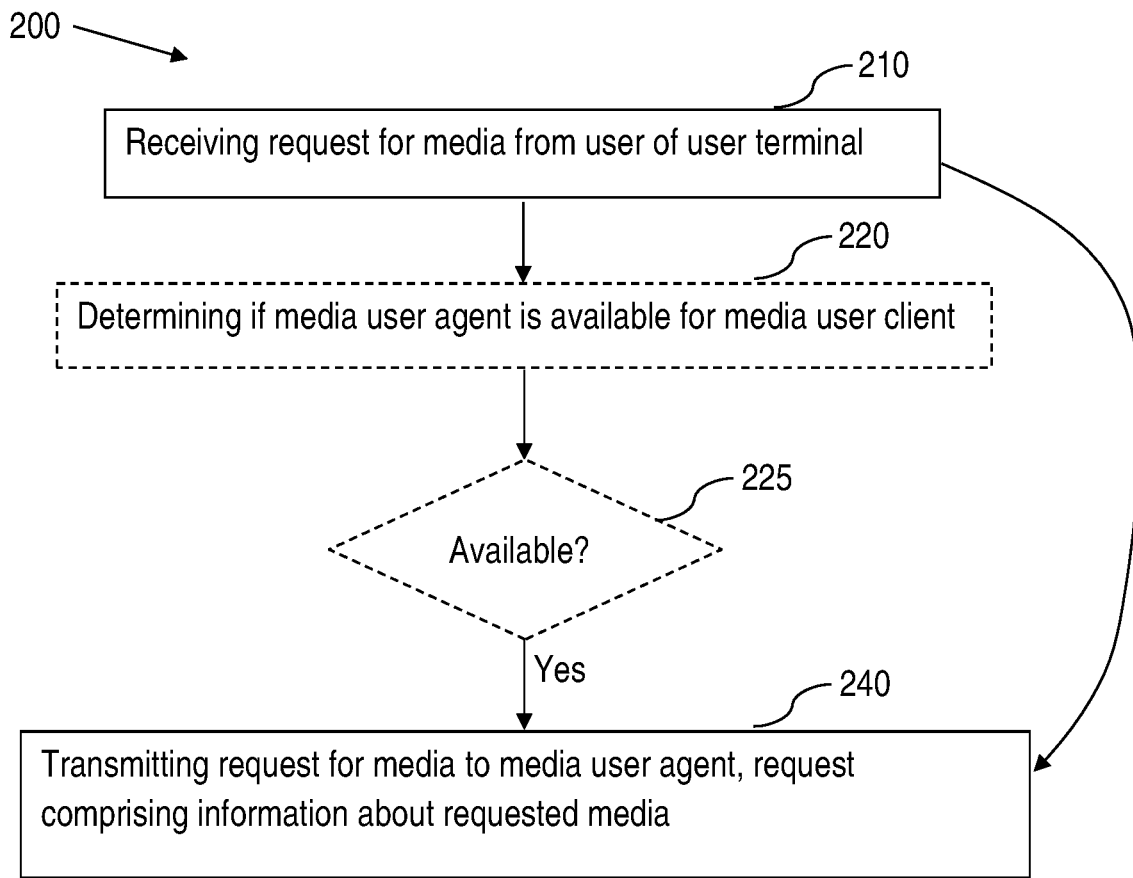 200
210
Receiving request for media from user of user terminal
220
Determining if media user agent is available for media user client
225
Available?
Yes
240
Transmitting request for media to media user agent, request
comprising information about requested media